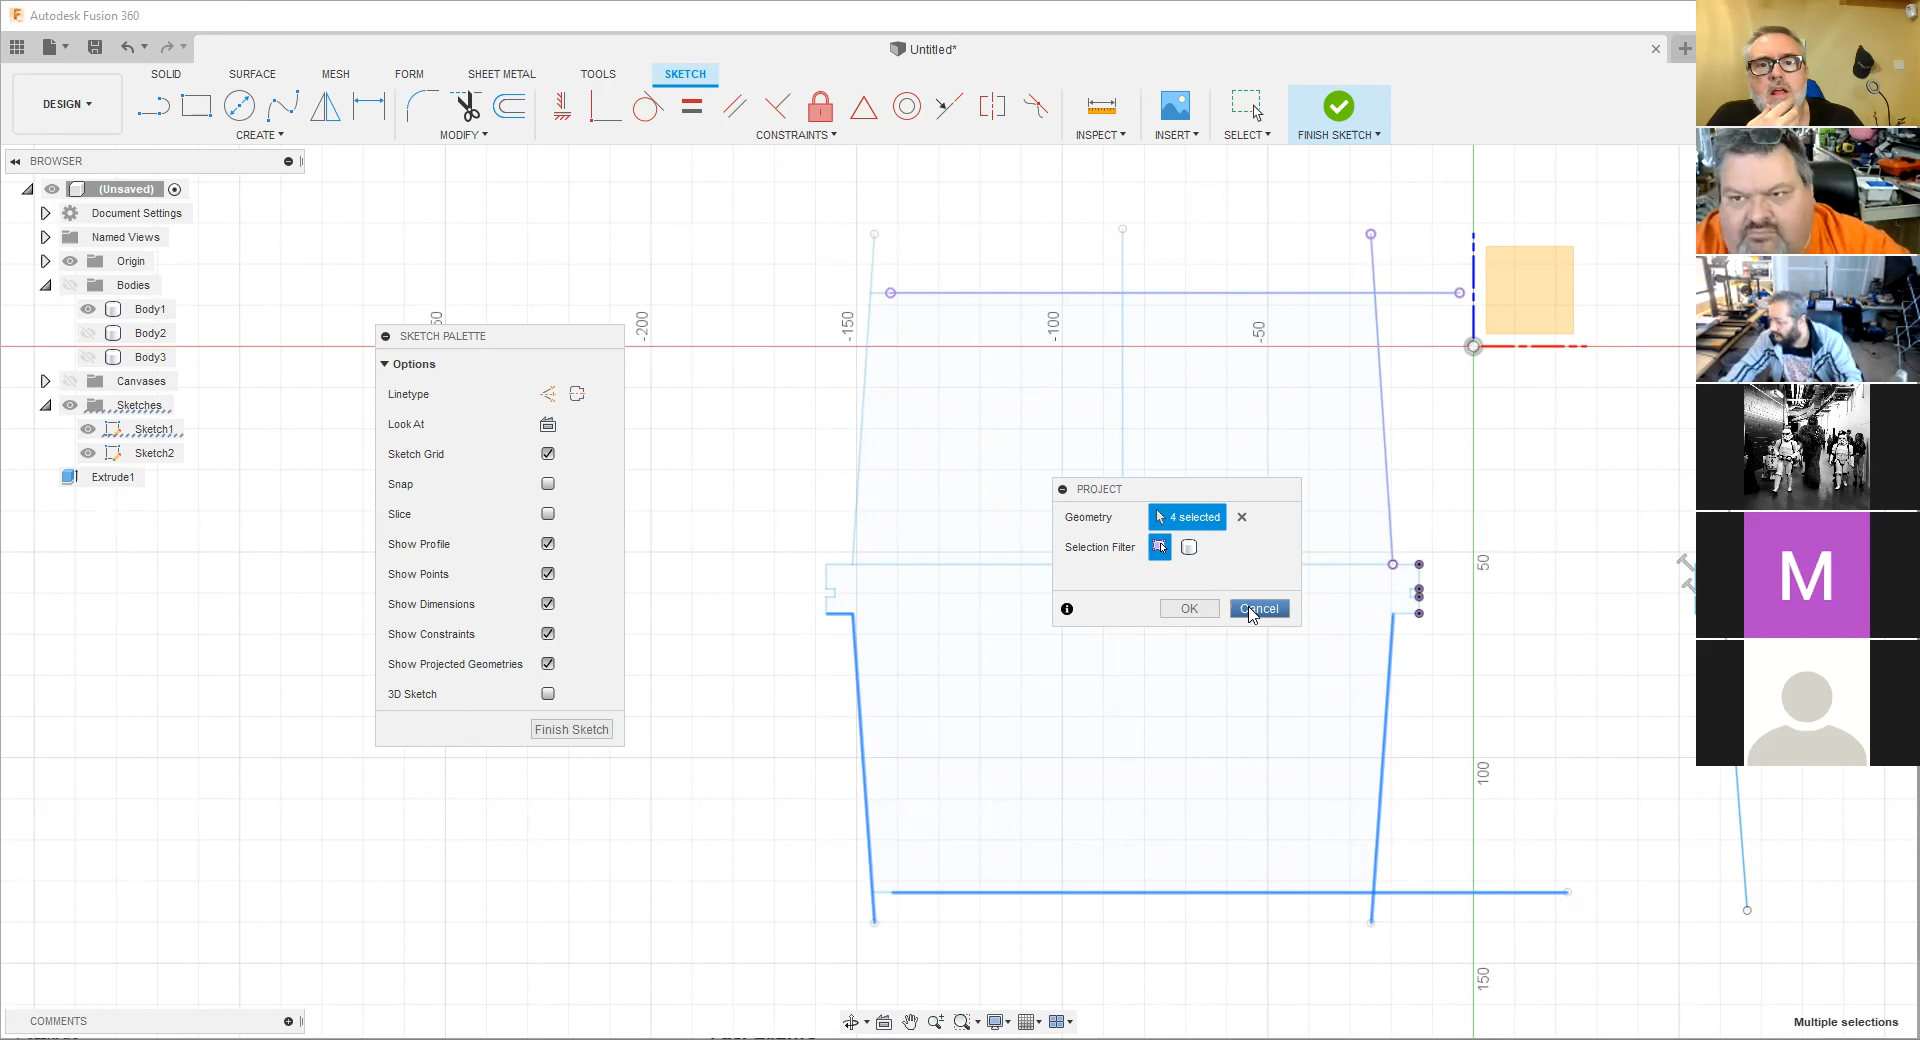 Autodesk Fusion 360
Untitled*
DESIGN
SOLID SURFACE MESH FORM SHEET METAL TOOLS SKETCH
CREATE MODIFY CONSTRAINTS INSPECT INSERT SELECT FINISH SKETCH
BROWSER
(Unsaved)
Document Settings
Named Views
Origin
Bodies
Body1
Body2
Body3
Canvases
Sketches
Sketch1
Sketch2
Extrude1
SKETCH PALETTE
Options
Linetype
Look At
Sketch Grid
Snap
Slice
Show Profile
Show Points
Show Dimensions
Show Constraints
Show Projected Geometries
3D Sketch
Finish Sketch
-200
-150
-100
-50
50
100
150
PROJECT
Geometry 4 selected
Selection Filter
OK Cancel
M
COMMENTS
Multiple selections